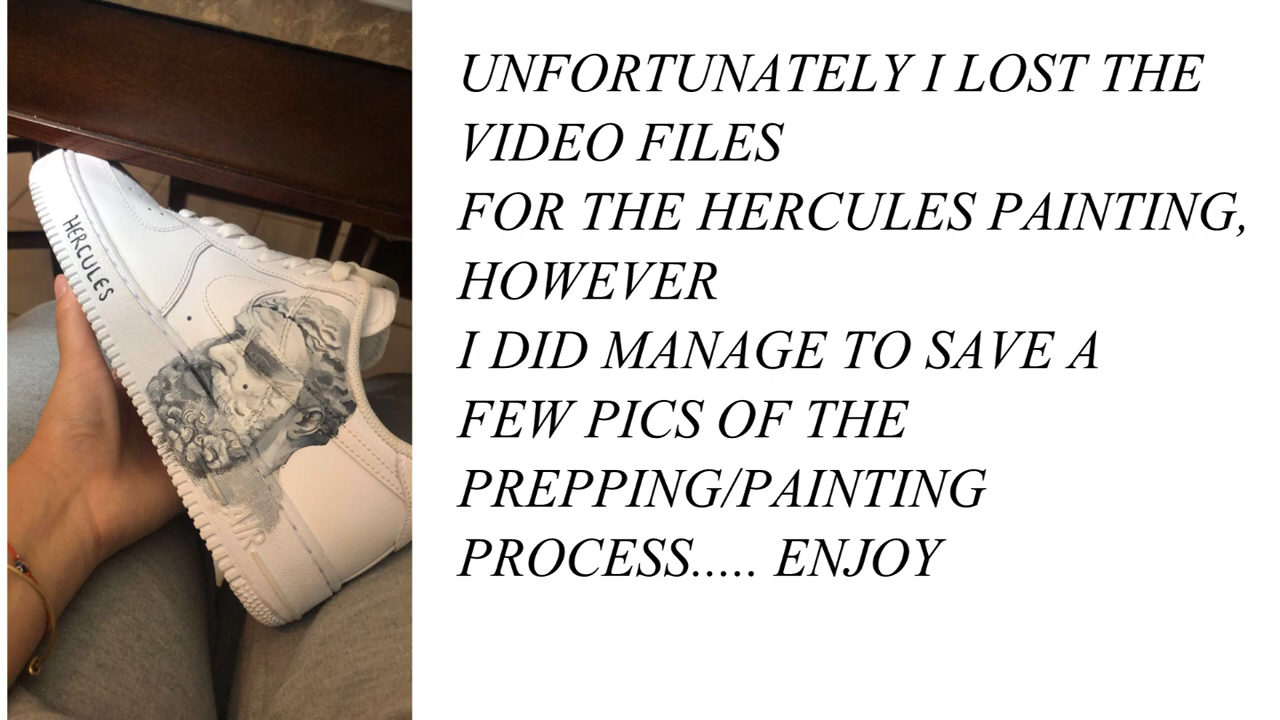 UNFORTUNATELY I LOST THE
VIDEO FILES
FOR THE HERCULES PAINTING,
HOWEVER
I DID MANAGE TO SAVE A
FEW PICS OF THE
PREPPING/PAINTING
PROCESS..... ENJOY
HERCULES
AIR